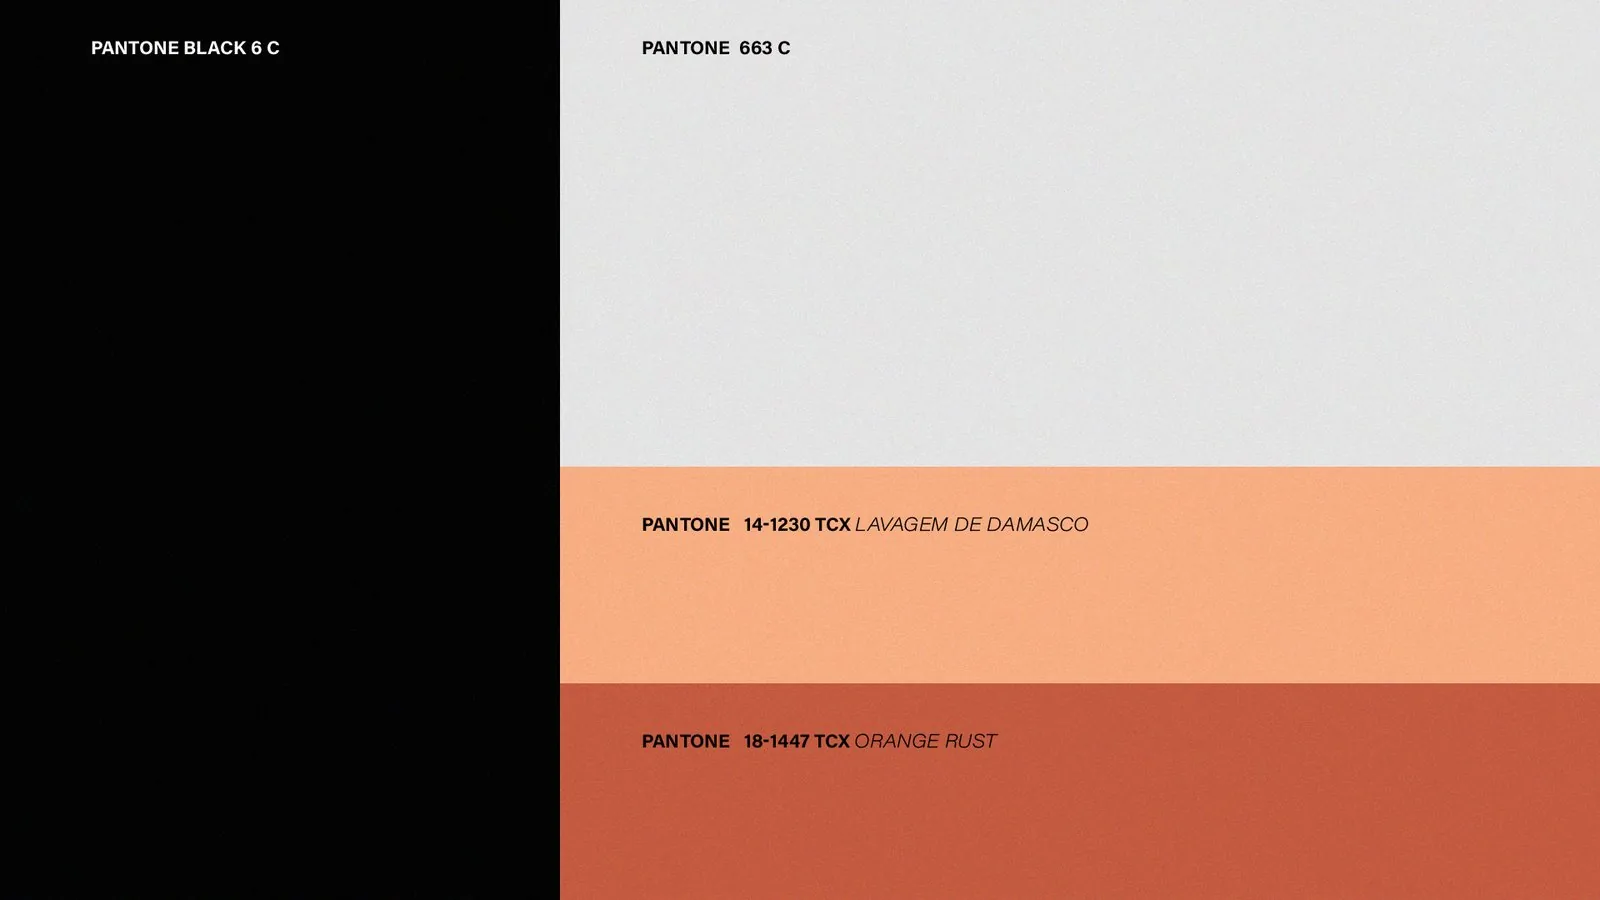 PANTONE BLACK 6 C
PANTONE 663 C
PANTONE 14-1230 TCX LAVAGEM DE DAMASCO
PANTONE 18-1447 TCX ORANGE RUST